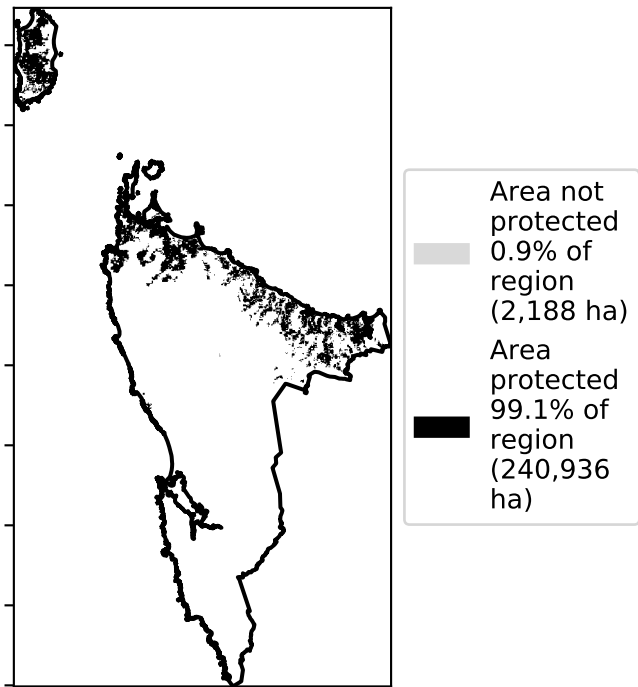 Area not
protected
0.9% of
region
(2,188 ha)
Area
protected
99.1% of
region
(240,936
ha)